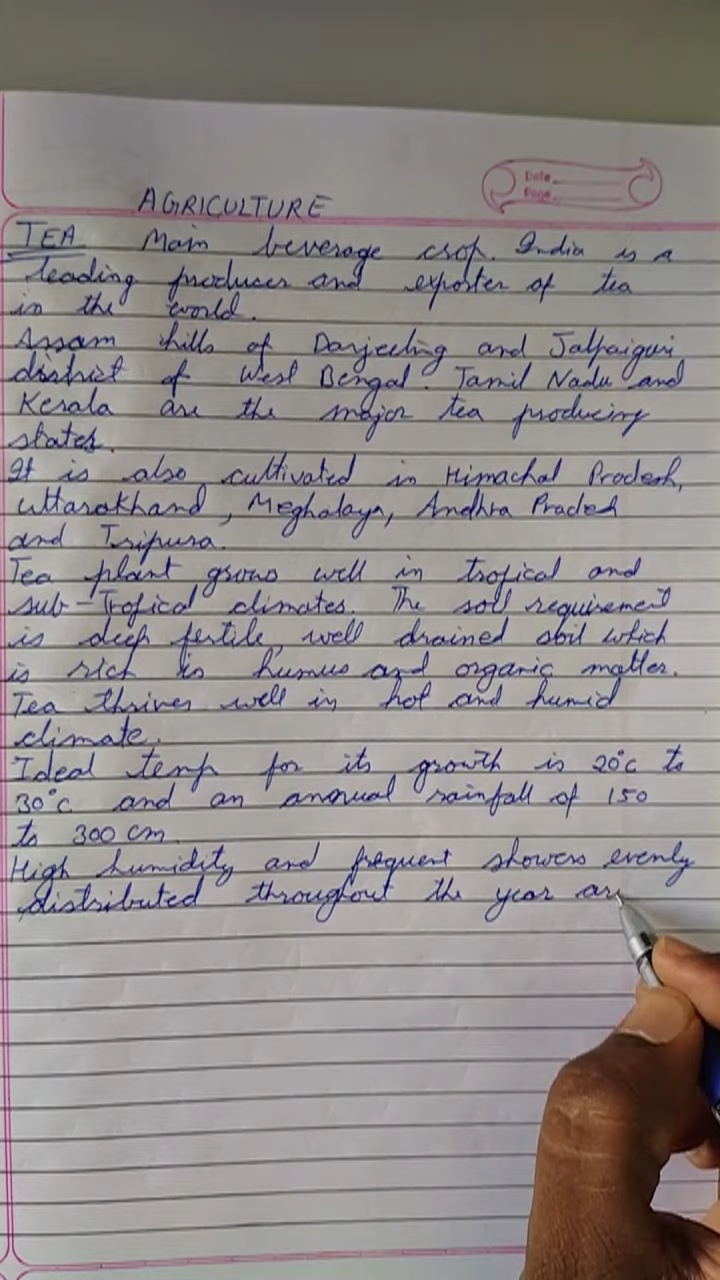 Date
Page
AGRICULTURE
TEA Main beverage crop. India is a
leading producer and exporter of tea
in the world.
Assam hills of Darjeeling and Jalpaiguri
district of West Bengal. Tamil Nadu and
Kerala are the major tea producing
states.
It is also cultivated in Himachal Pradesh,
Uttarakhand, Meghalaya, Andhra Pradesh
and Tripura.
Tea plant grows well in tropical and
sub-Tropical climates. The soil requirement
is deep fertile, well drained soil which
is rich in humus and organic matter.
Tea thrives well in hot and humid
climate.
Ideal temp for its growth is 20°c to
30°c and an annual rainfall of 150
to 300 cm.
High humidity and frequent showers evenly
distributed throughout the year are